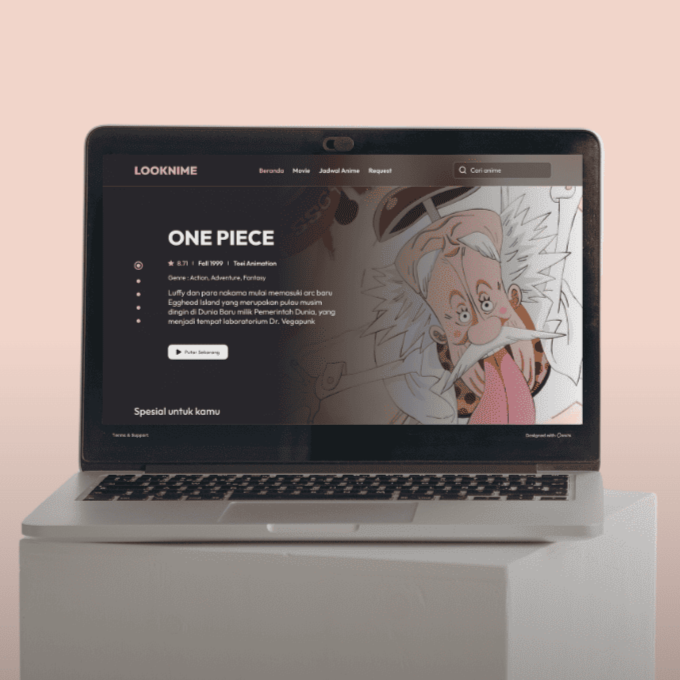 LOOKNIME
Beranda Movie Jadwal Anime Request
Cari anime
ONE PIECE
8.71 | Fall 1999 | Toei Animation
Genre : Action, Adventure, Fantasy
Luffy dan para nakama mulai memasuki arc baru
Egghead Island yang merupakan pulau musim
dingin di Dunia Baru milik Pemerintah Dunia, yang
menjadi tempat laboratorium Dr. Vegapunk
Putar Sekarang
Spesial untuk kamu
Terms & Support
Designed with